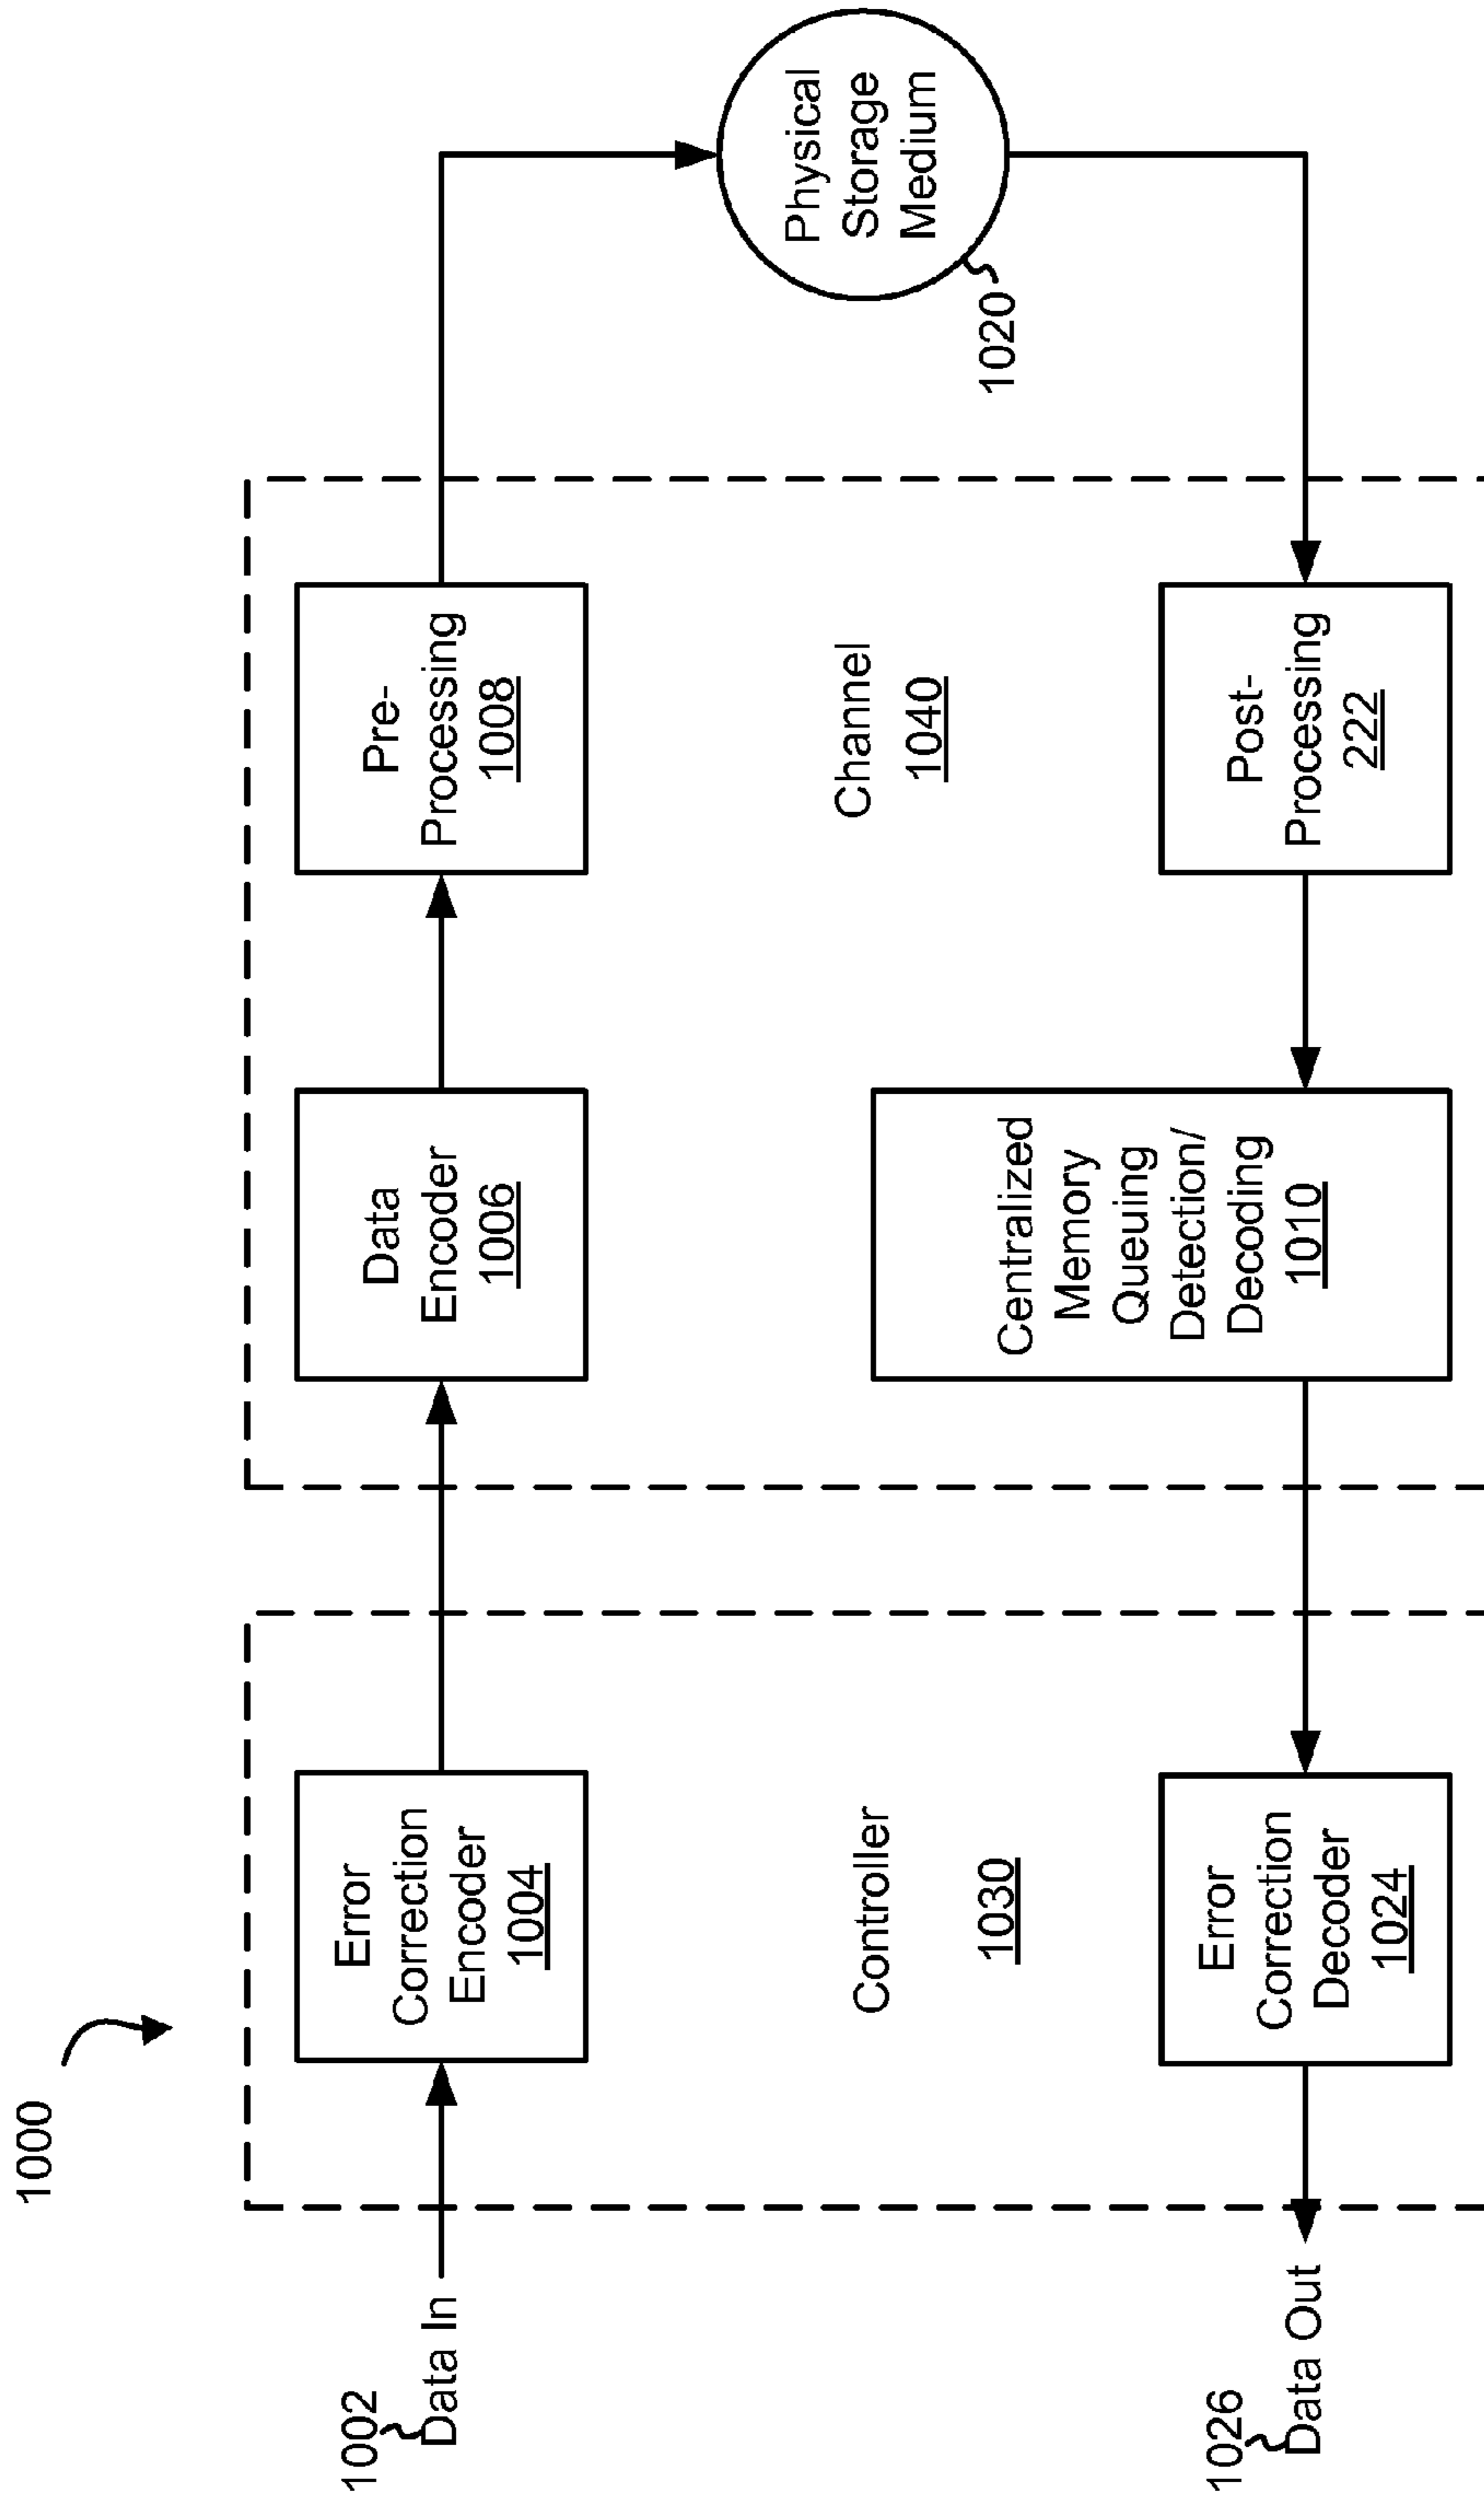 1000
1002
Data In
Error
Correction
Encoder
1004
Data
Encoder
1006
Pre-
Processing
1008
Controller
1030
Channel
1040
Physical
Storage
Medium
1020
1026
Data Out
Error
Correction
Decoder
1024
Centralized
Memory
Queuing
Detection/
Decoding
1010
Post-
Processing
222